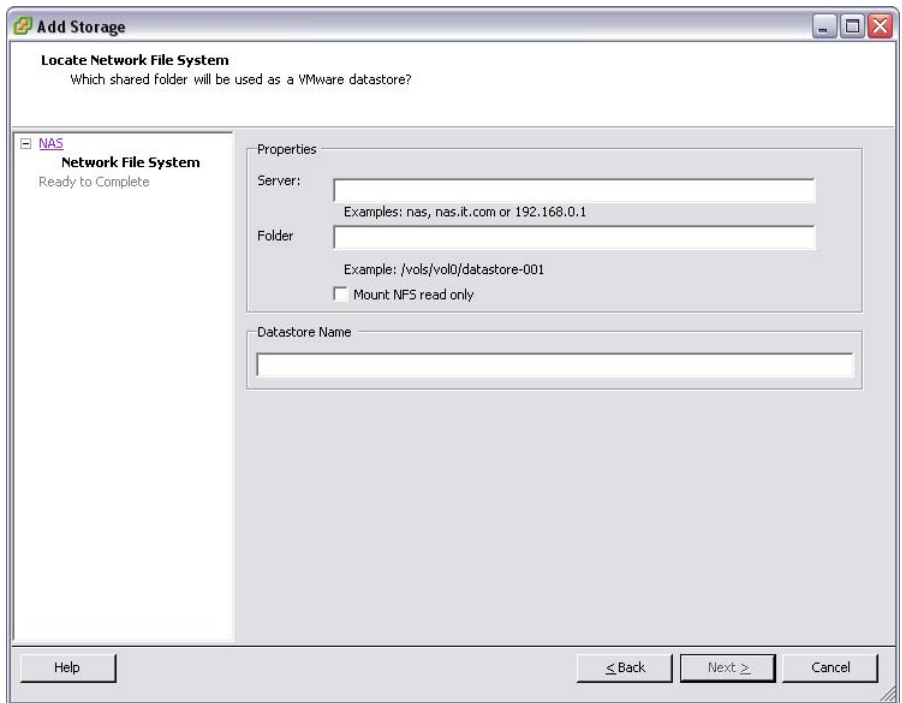 Add Storage
Locate Network File System
Which shared folder will be used as a VMware datastore?
NAS
Network File System
Ready to Complete
Properties
Server:
Examples: nas, nas.it.com or 192.168.0.1
Folder
Example: /vols/vol0/datastore-001
Mount NFS read only
Datastore Name
Help
< Back
Next >
Cancel